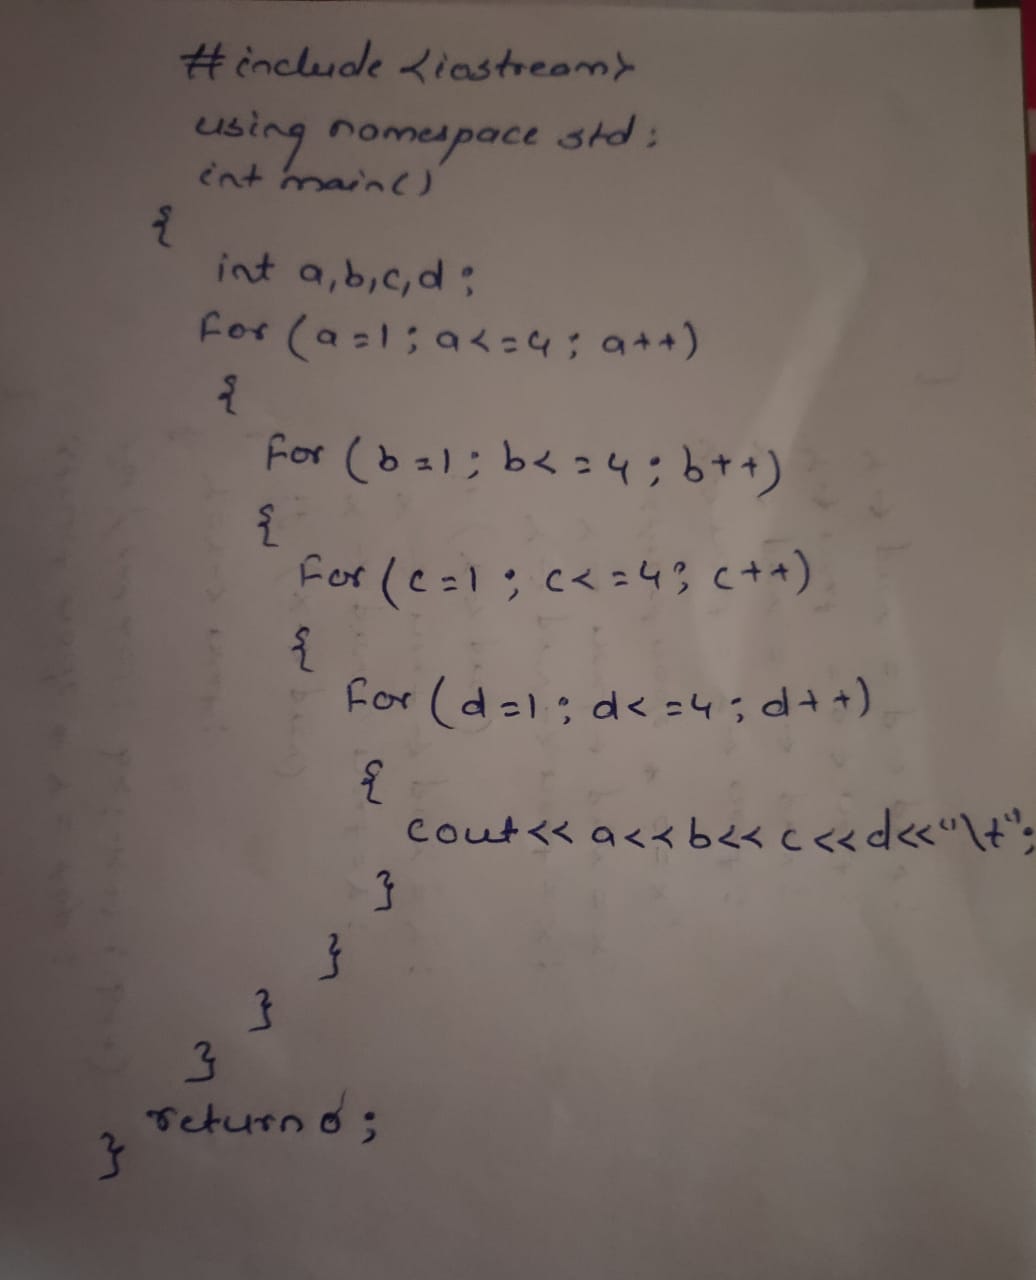 #include <iostream>
using namespace std;
int main()
{
int a,b,c,d;
for (a=1; a<=4; a++)
{
for (b=1; b<=4; b++)
{
for (c=1; c<=4; c++)
{
for (d=1; d<=4; d++)
{
cout<< a<<b<< c<<d<<"\t";
}
}
}
}
return 0;
}